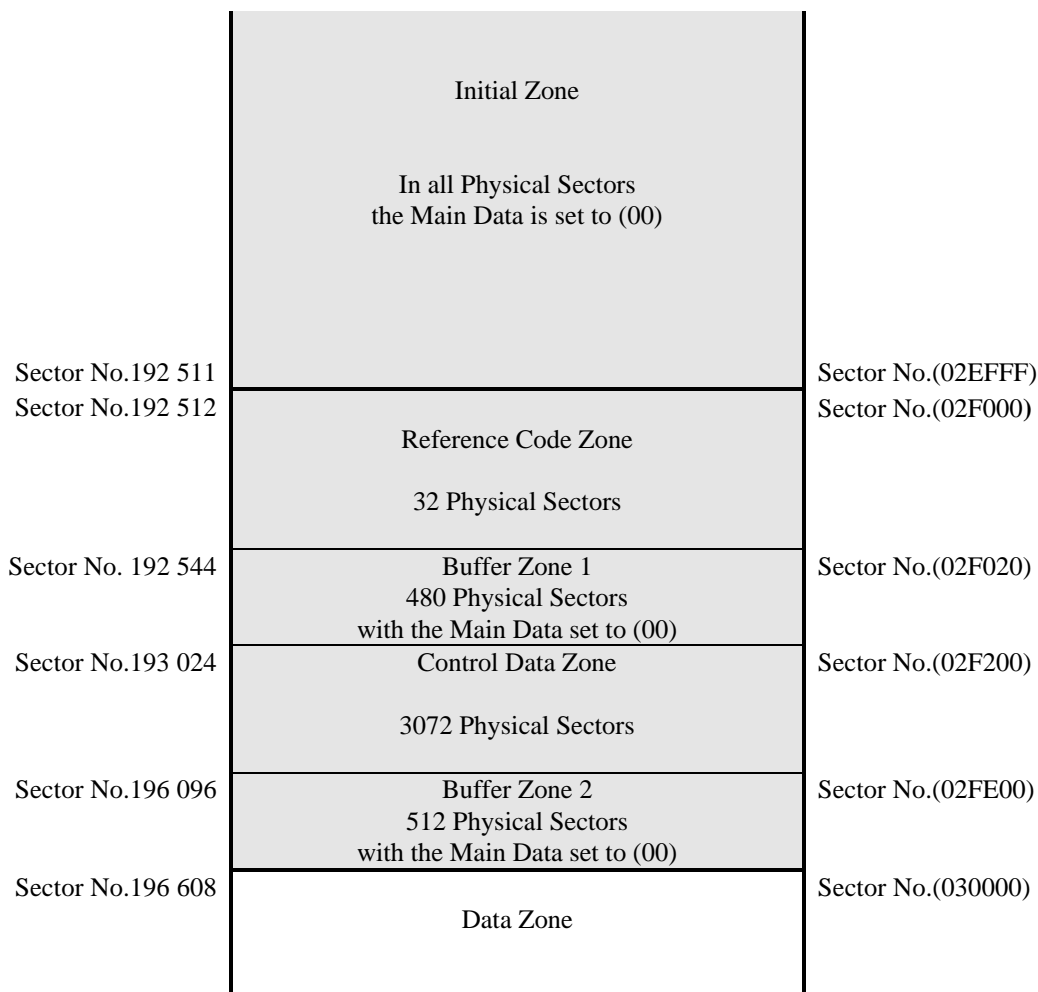 Initial Zone
In all Physical Sectors
the Main Data is set to (00)
Sector No.192 511
Sector No.(02EFFF)
Sector No.192 512
Sector No.(02F000)
Reference Code Zone
32 Physical Sectors
Sector No. 192 544
Buffer Zone 1
Sector No.(02F020)
480 Physical Sectors
with the Main Data set to (00)
Sector No.193 024
Control Data Zone
Sector No.(02F200)
3072 Physical Sectors
Sector No.196 096
Buffer Zone 2
Sector No.(02FE00)
512 Physical Sectors
with the Main Data set to (00)
Sector No.196 608
Sector No.(030000)
Data Zone